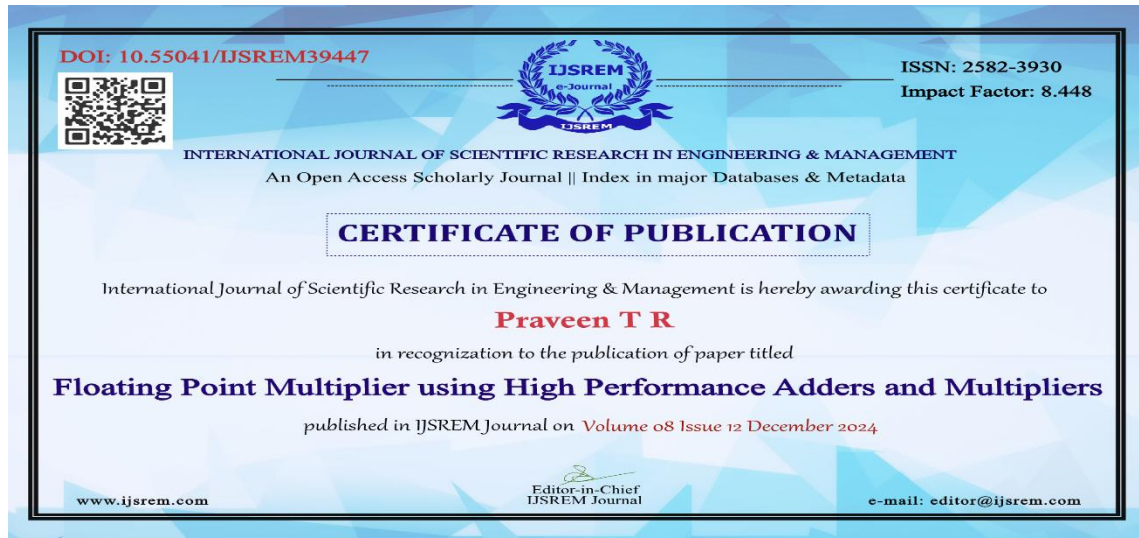 DOI: 10.55041/IJSREM39447
IJSREM
e-Journal
IJSREM
ISSN: 2582-3930
Impact Factor: 8.448
INTERNATIONAL JOURNAL OF SCIENTIFIC RESEARCH IN ENGINEERING & MANAGEMENT
An Open Access Scholarly Journal || Index in major Databases & Metadata
CERTIFICATE OF PUBLICATION
International Journal of Scientific Research in Engineering & Management is hereby awarding this certificate to
Praveen T R
in recognization to the publication of paper titled
Floating Point Multiplier using High Performance Adders and Multipliers
published in IJSREM Journal on Volume 08 Issue 12 December 2024
www.ijsrem.com
Editor-in-Chief
IJSREM Journal
e-mail: editor@ijsrem.com